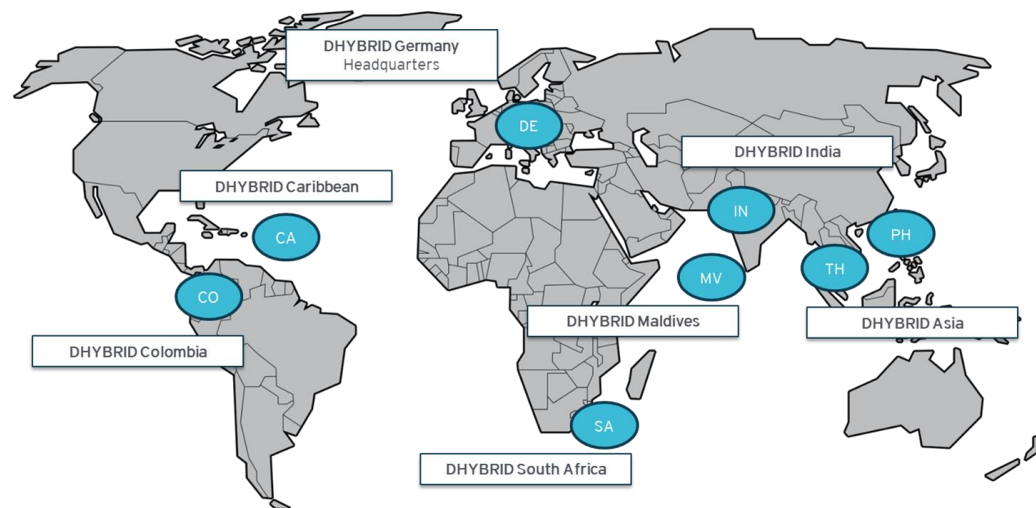 DHYBRID Germany
Headquarters
DE
DHYBRID India
DHYBRID Caribbean
IN
CA
PH
TH
MV
CO
DHYBRID Maldives
DHYBRID Asia
DHYBRID Colombia
SA
DHYBRID South Africa